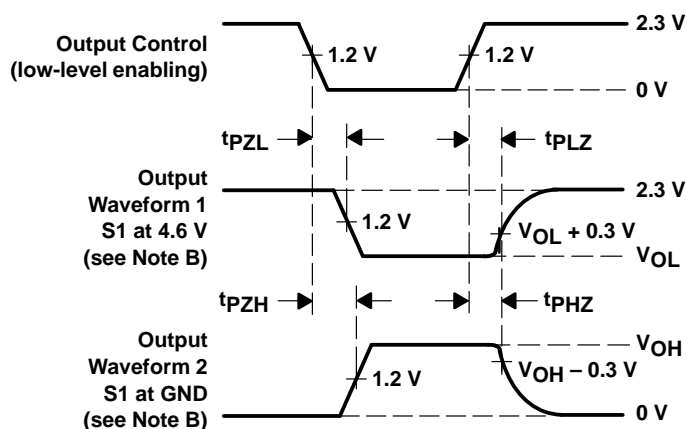 Output Control
(low-level enabling)
1.2 V
1.2 V
2.3 V
0 V
tPZL
tPLZ
Output
Waveform 1
S1 at 4.6 V
(see Note B)
1.2 V
2.3 V
VOL + 0.3 V
VOL
tPZH
tPHZ
Output
Waveform 2
S1 at GND
(see Note B)
1.2 V
VOH
VOH – 0.3 V
0 V